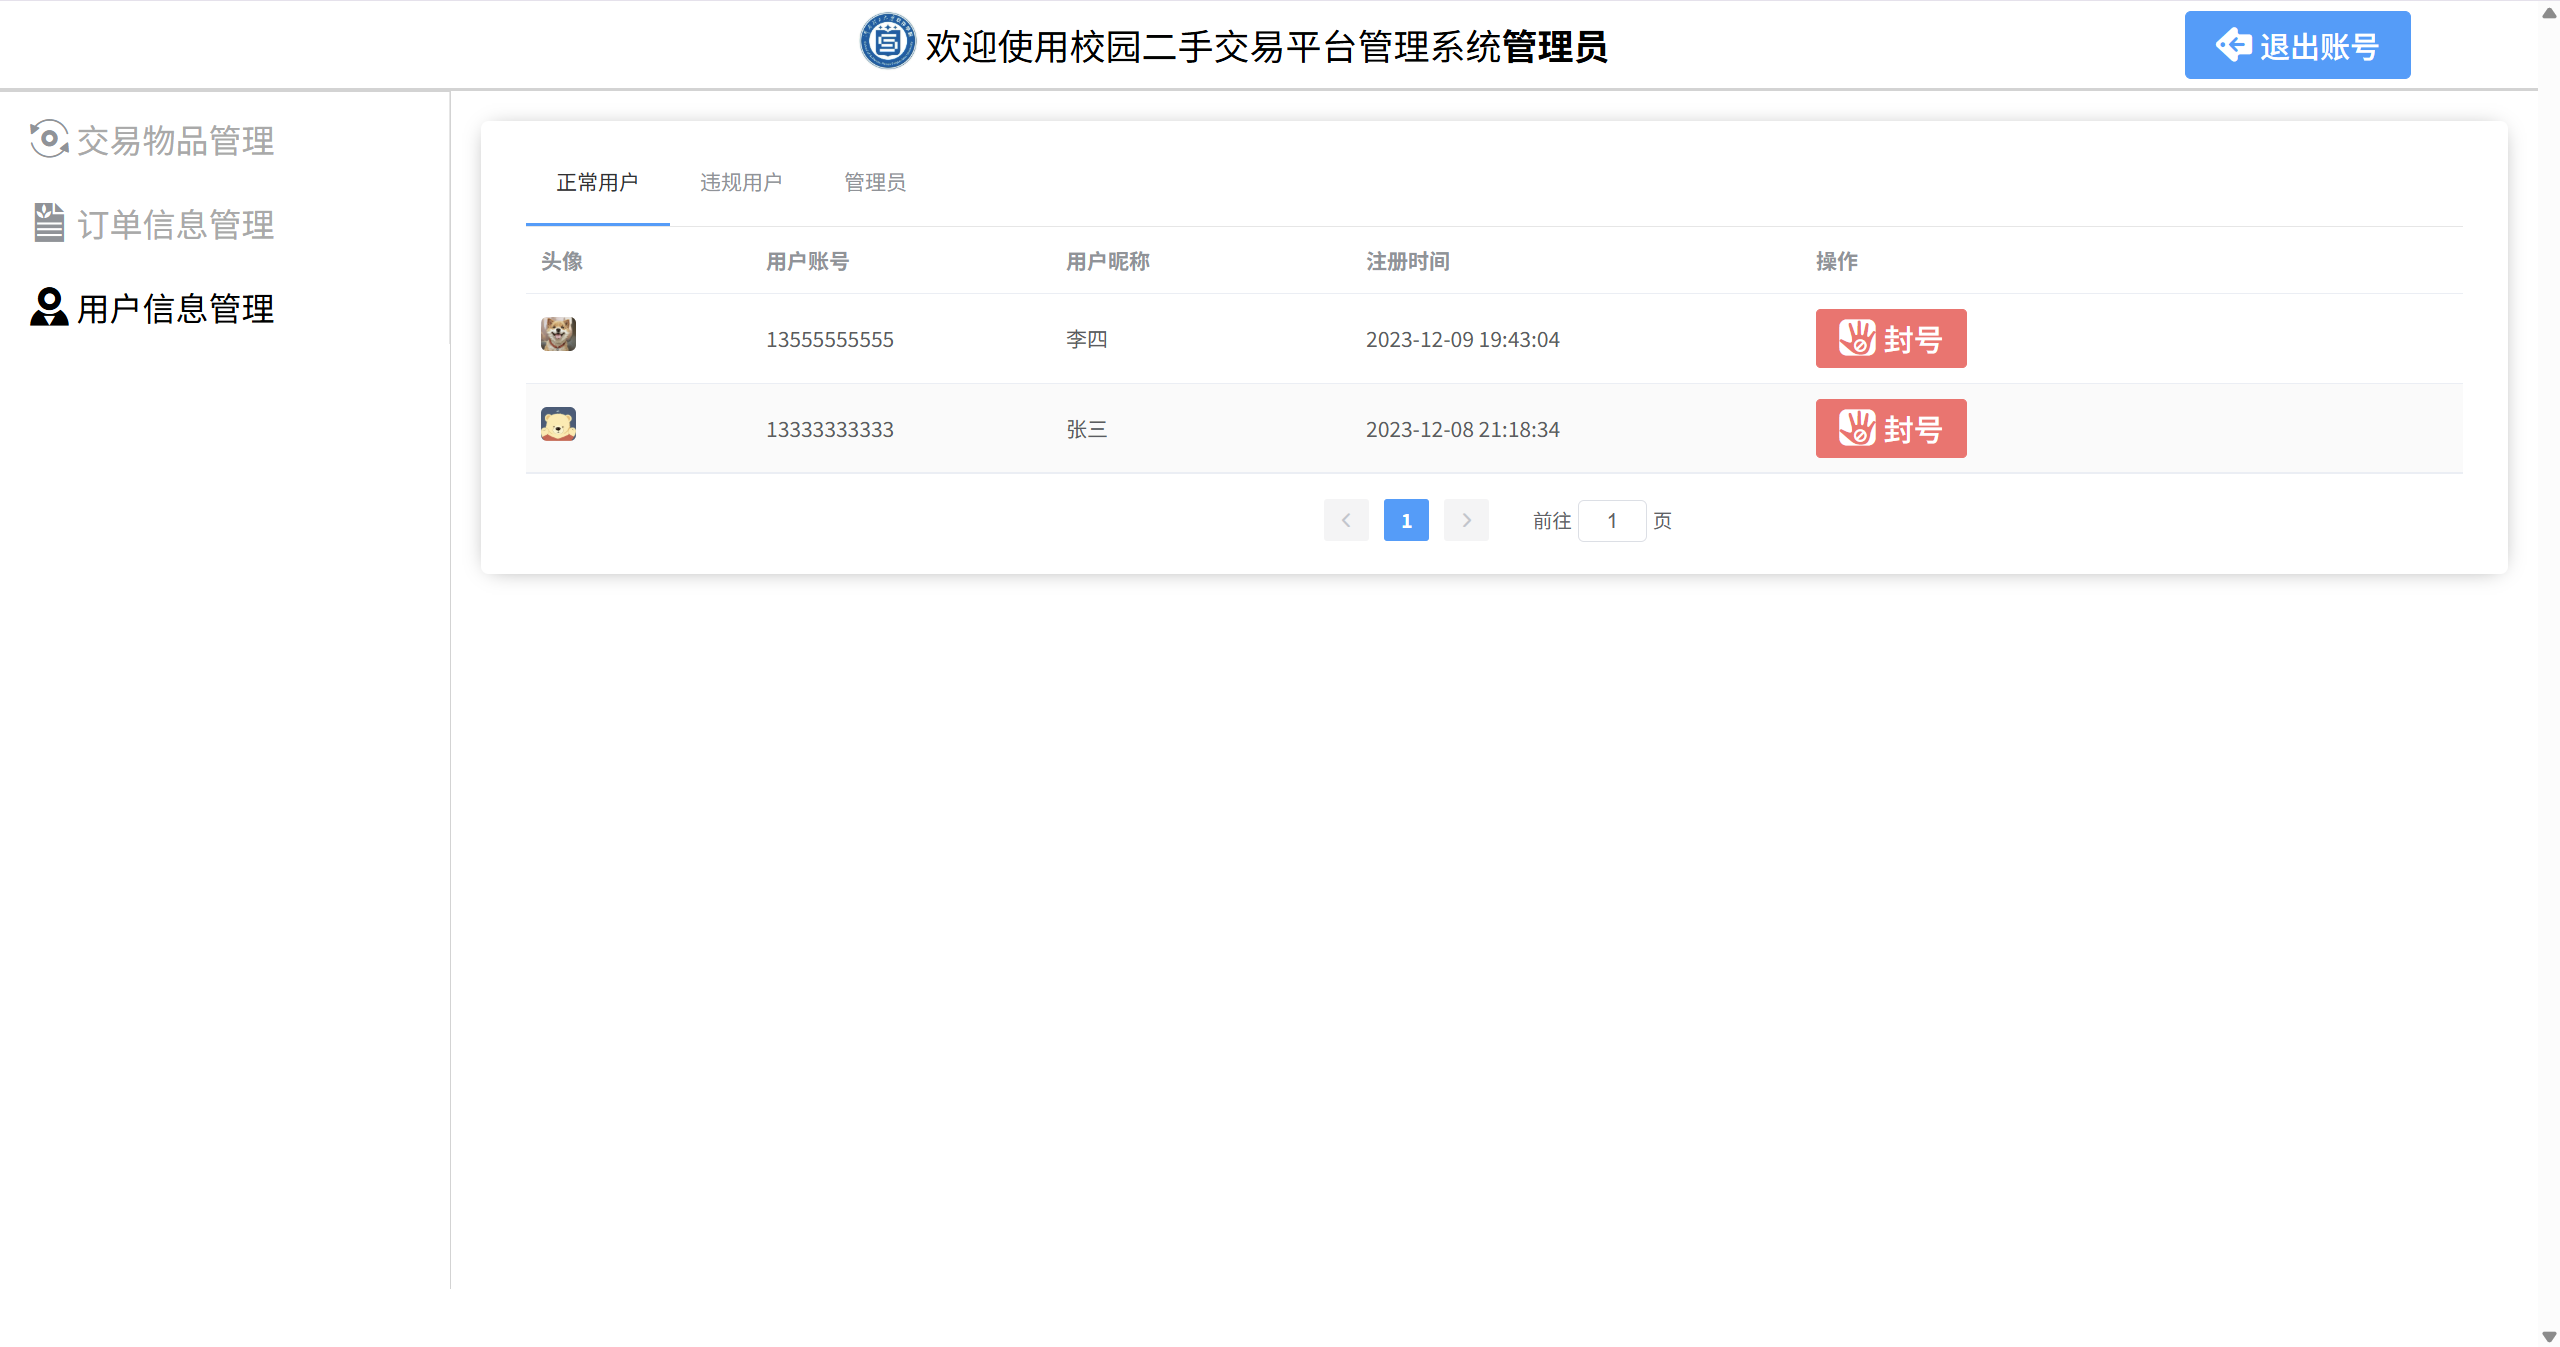 欢迎使用校园二手交易平台管理系统管理员
退出账号
交易物品管理
订单信息管理
用户信息管理
正常用户 违规用户 管理员
头像 用户账号 用户昵称 注册时间 操作
13555555555 李四 2023-12-09 19:43:04 封号
13333333333 张三 2023-12-08 21:18:34 封号
1 前往 1 页